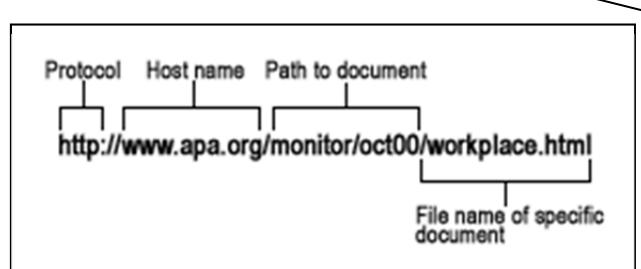 Protocol Host name Path to document
http://www.apa.org/monitor/oct00/workplace.html
File name of specific
document